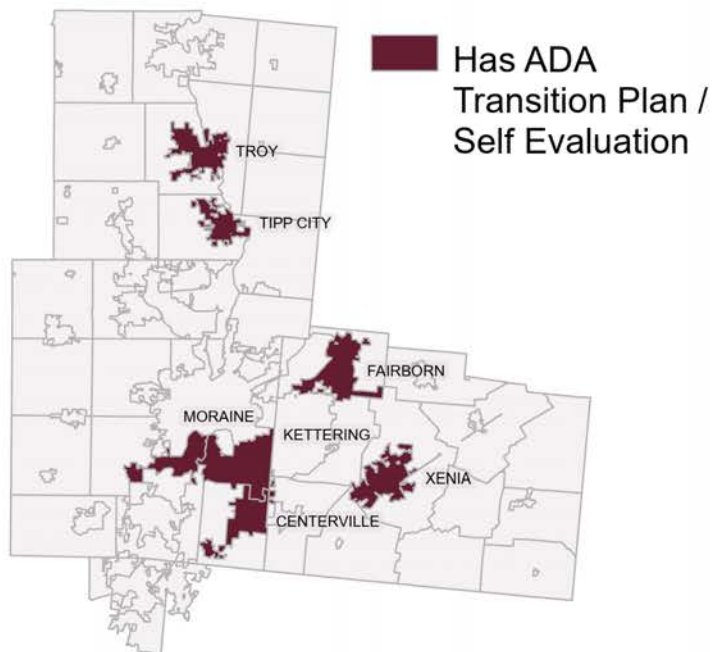 Has ADA
Transition Plan /
Self Evaluation
TROY
TIPP CITY
FAIRBORN
MORAINE
KETTERING
XENIA
CENTERVILLE